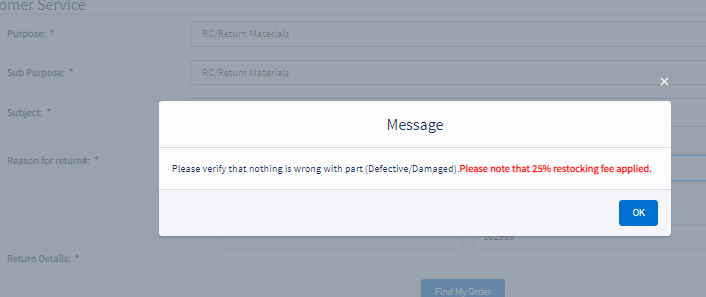 omer Service
Purpose: *
RC/Return Materials
Sub Purpose: *
RC/Return Materials
Subject: *
×
Message
Reason for return#: *
Please verify that nothing is wrong with part (Defective/Damaged).Please note that 25% restocking fee applied.
OK
Return Details: *
Find My Order